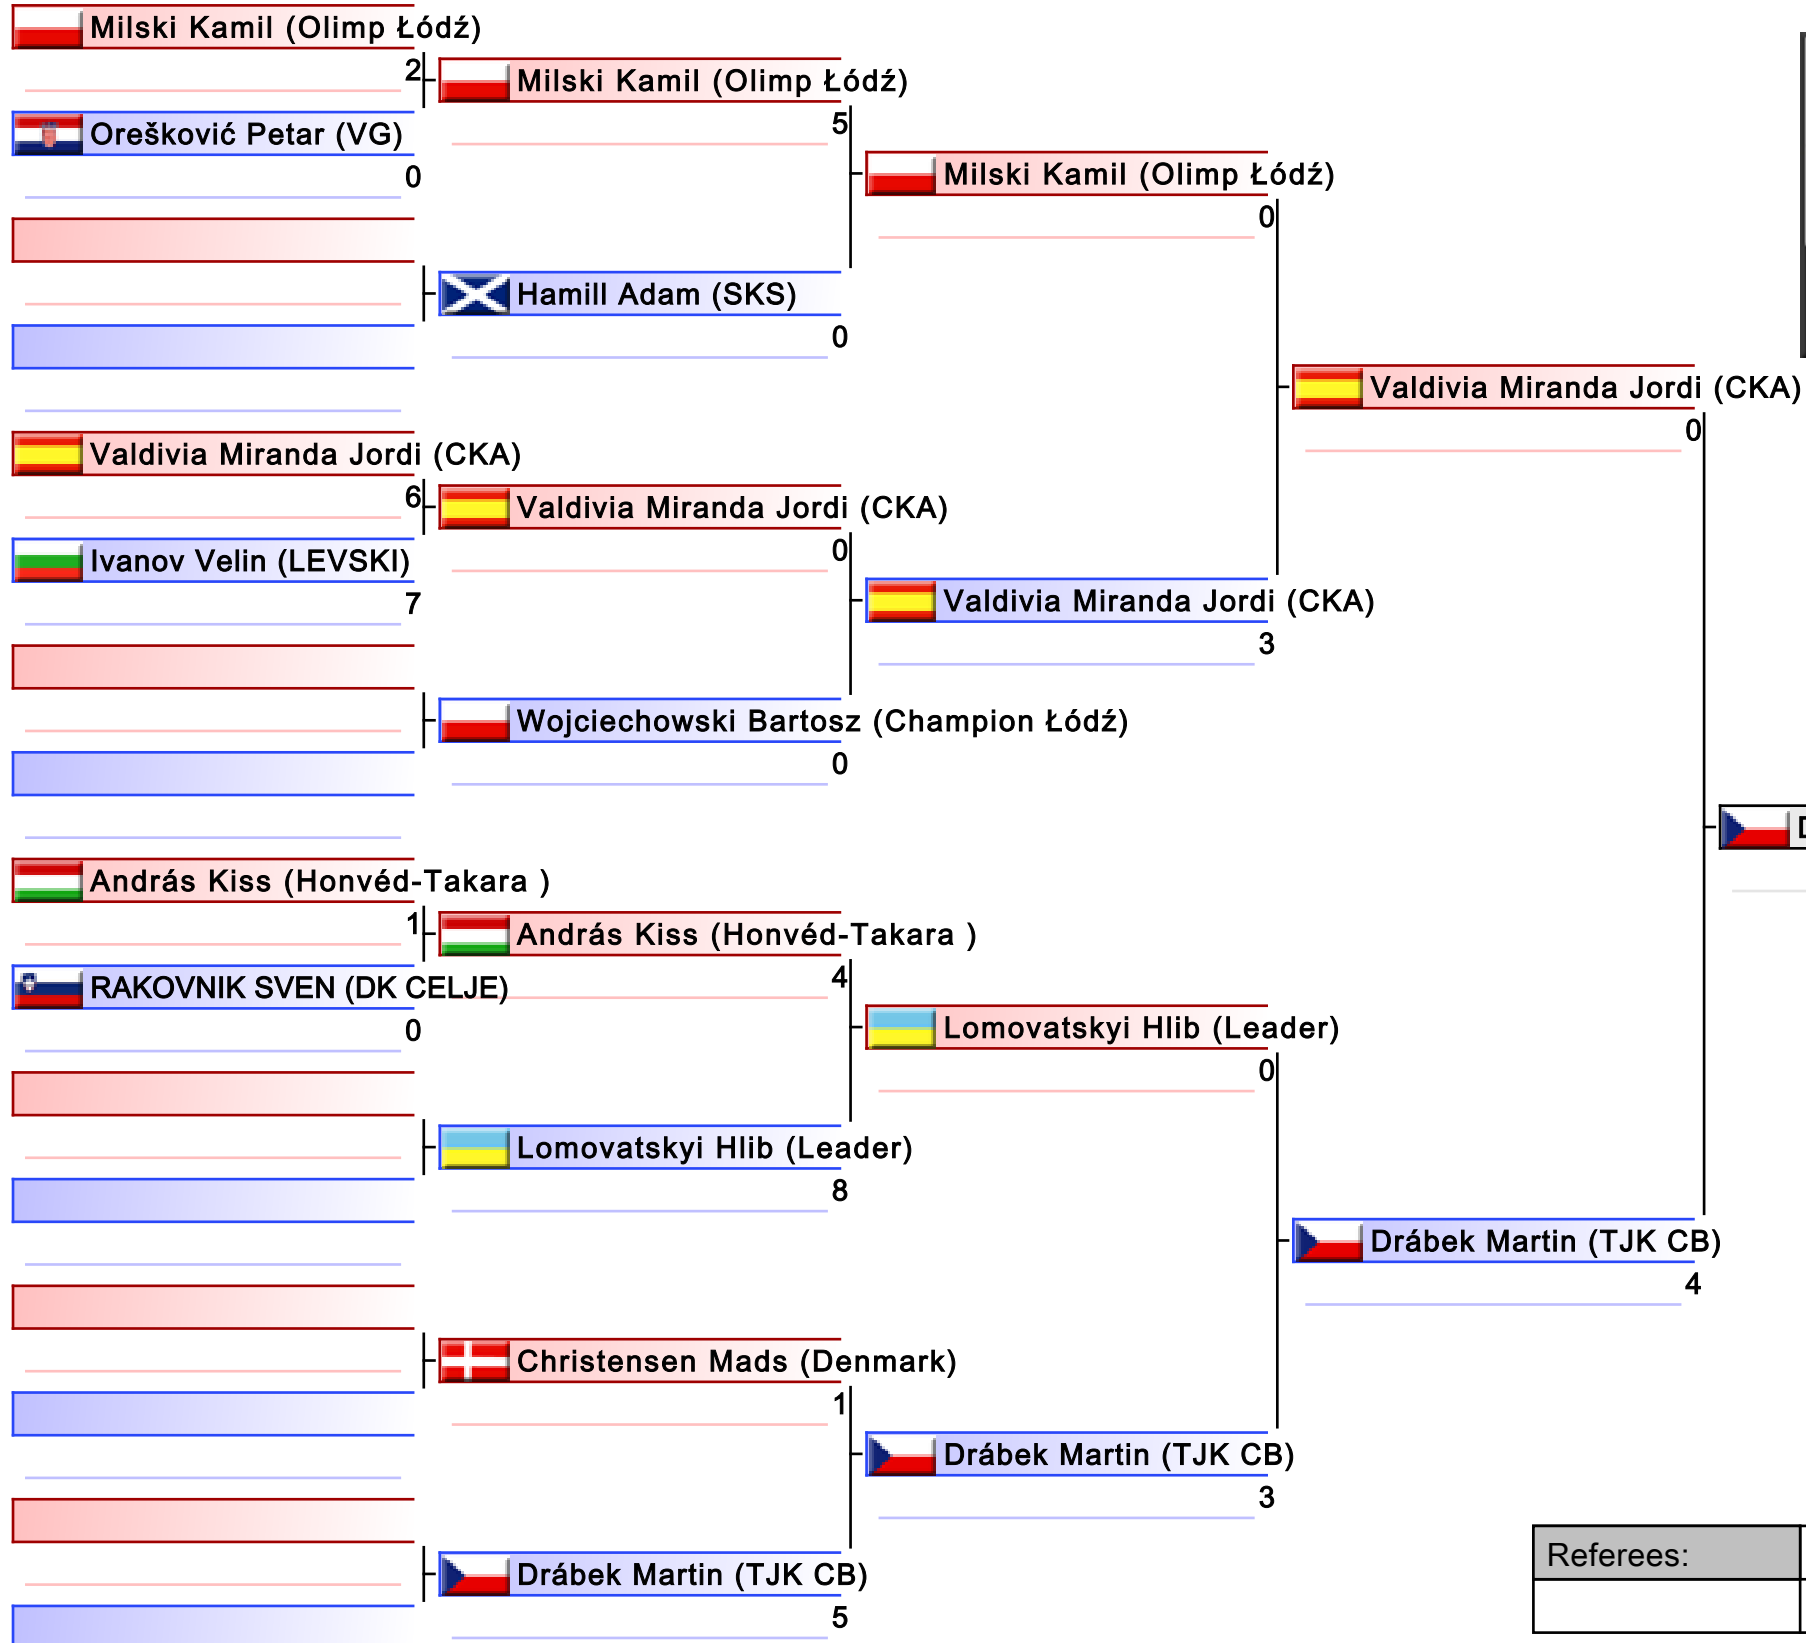 Milski Kamil (Olimp Łódź)
2
Orešković Petar (VG)
0
Valdivia Miranda Jordi (CKA)
6
Ivanov Velin (LEVSKI)
7
András Kiss (Honvéd-Takara )
1
RAKOVNIK SVEN (DK CELJE)
0
Milski Kamil (Olimp Łódź)
5
Hamill Adam (SKS)
0
Valdivia Miranda Jordi (CKA)
0
Wojciechowski Bartosz (Champion Łódź)
0
András Kiss (Honvéd-Takara )
4
Lomovatskyi Hlib (Leader)
8
Christensen Mads (Denmark)
1
Drábek Martin (TJK CB)
5
Milski Kamil (Olimp Łódź)
0
Valdivia Miranda Jordi (CKA)
3
Lomovatskyi Hlib (Leader)
0
Drábek Martin (TJK CB)
3
Valdivia Miranda Jordi (CKA)
0
Drábek Martin (TJK CB)
4
Referees: